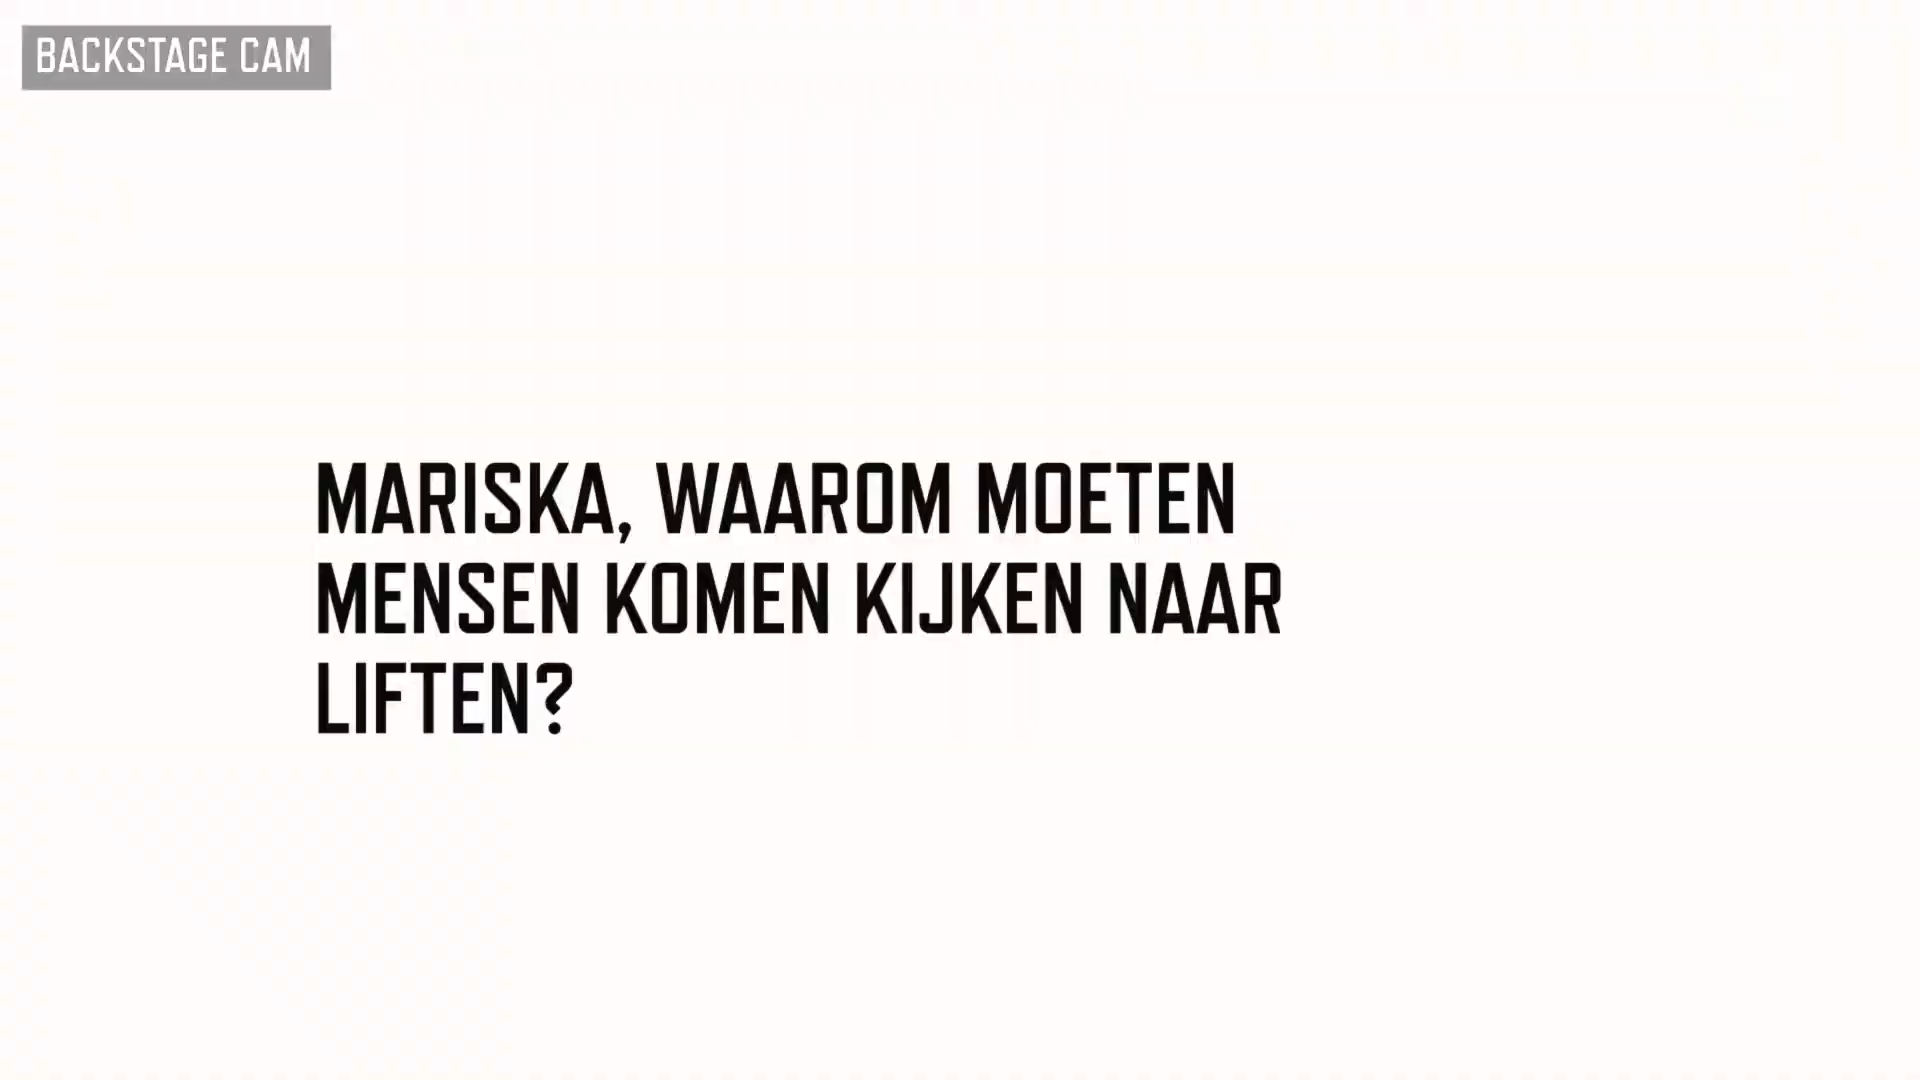 BACKSTAGE CAM
MARISKA, WAAROM MOETEN
MENSEN KOMEN KIJKEN NAAR
LIFTEN?